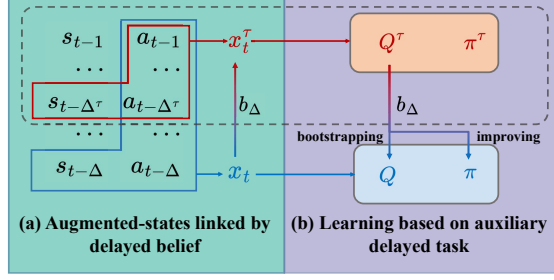 s_{t-1} a_{t-1} x_t^τ Q^τ π^τ
... ...
s_{t-Δ^τ} a_{t-Δ^τ} b_Δ b_Δ
... ...
bootstrapping improving
s_{t-Δ} a_{t-Δ} x_t Q π
(a) Augmented-states linked by
delayed belief
(b) Learning based on auxiliary
delayed task